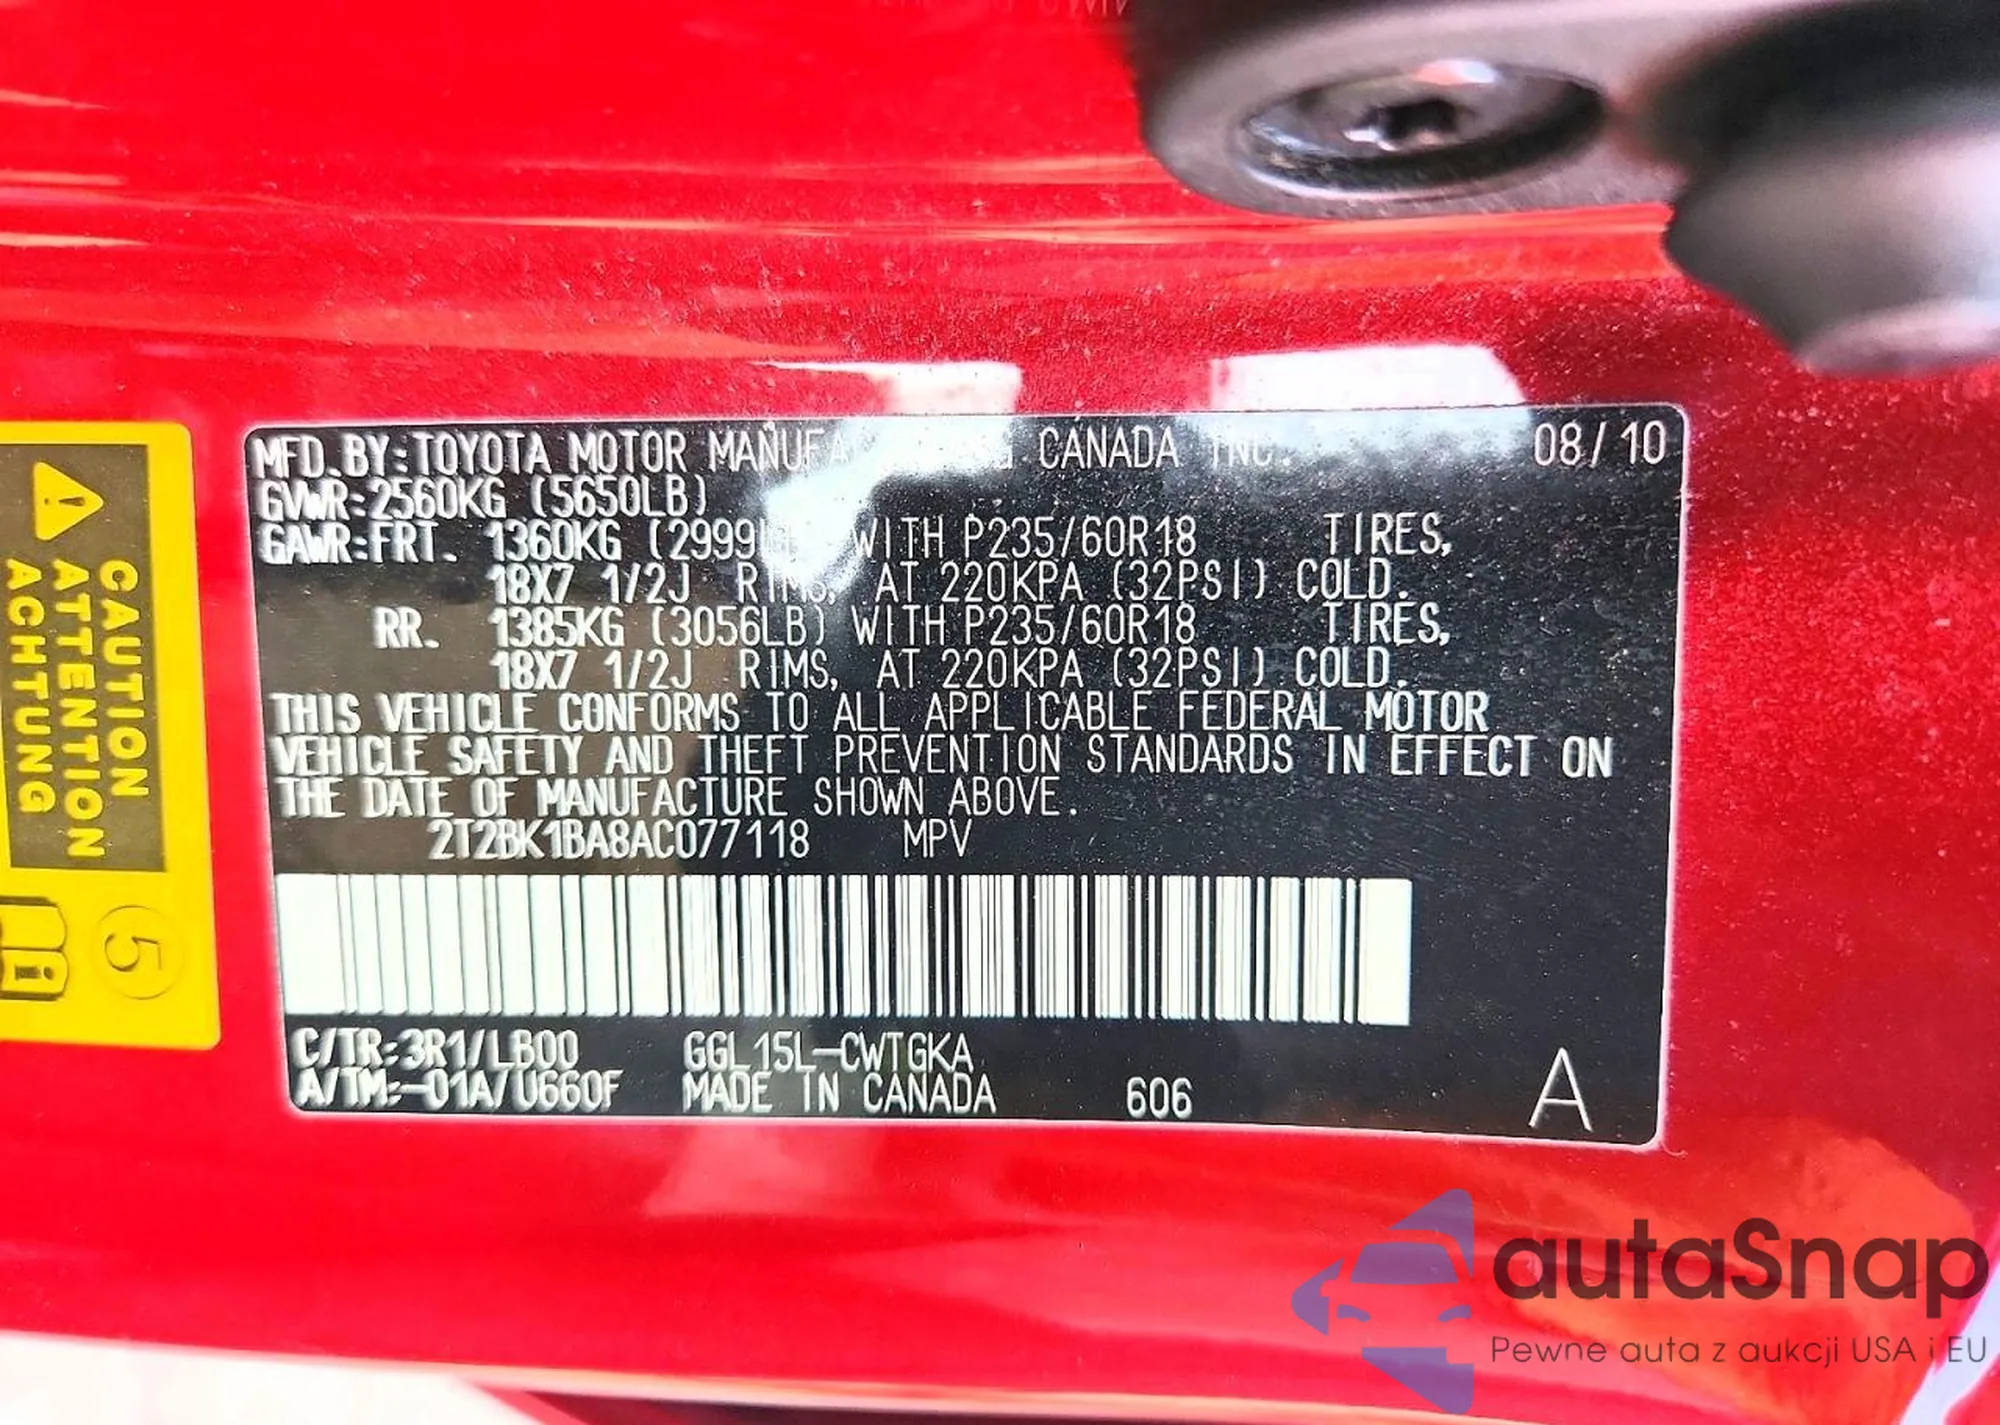 MFD. BY: TOYOTA MOTOR MANUFA CANADA INC. 08/10
GVWR: 2560KG (5650LB)
GAWR: FRT. 1360KG (2999 WITH P235/60R18 TIRES,
18X7 1/2J RIMS, AT 220KPA (32PSI) COLD.
RR. 1385KG (3056LB) WITH P235/60R18 TIRES,
18X7 1/2J RIMS, AT 220KPA (32PSI) COLD.
THIS VEHICLE CONFORMS TO ALL APPLICABLE FEDERAL MOTOR
VEHICLE SAFETY AND THEFT PREVENTION STANDARDS IN EFFECT ON
THE DATE OF MANUFACTURE SHOWN ABOVE.
2T2BK1BA8AC077118 MPV
C/TR: 3R1/LB00 GGL15L-CWTGKA
A/TM: -01A/U660F MADE IN CANADA 606 A
CAUTION
ATTENTION
ACHTUNG
5
autaSnap
Pewne auta z aukcji USA i EU